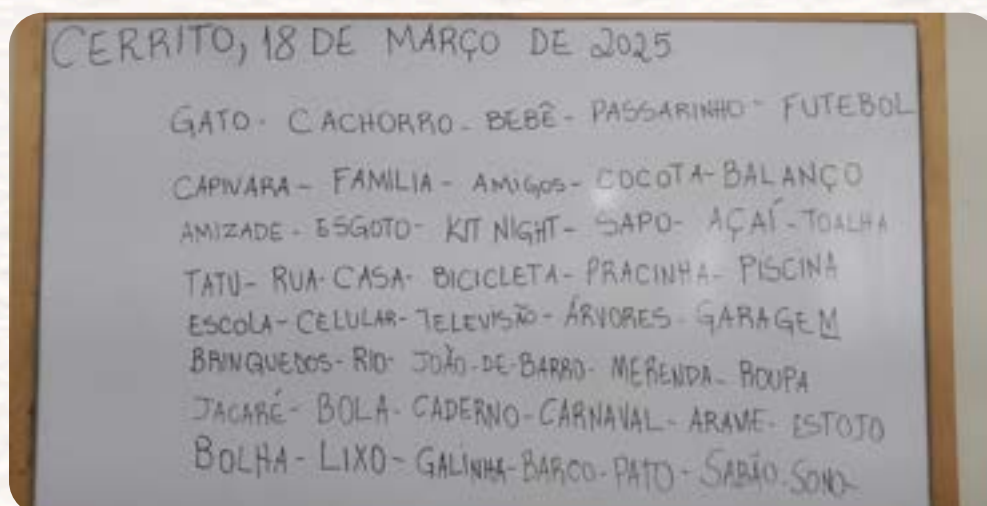 CERRITO, 18 DE MARÇO DE 2025
GATO - CACHORRO - BEBÊ - PASSARINHO - FUTEBOL
CAPIVARA - FAMILIA - AMIGOS - COCOTA - BALANÇO
AMIZADE - ESGOTO - KIT NIGHT - SAPO - AÇAÍ - TOALHA
TATU - RUA - CASA - BICICLETA - PRACINHA - PISCINA
ESCOLA - CELULAR - TELEVISÃO - ÁRVORES - GARAGEM
BRINQUEDOS - RIO - JOÃO-DE-BARRO - MERENDA - ROUPA
JACARÉ - BOLA - CADERNO - CARNAVAL - ARAME - ESTOJO
BOLHA - LIXO - GALINHA - BARCO - PATO - SABÃO - SONO